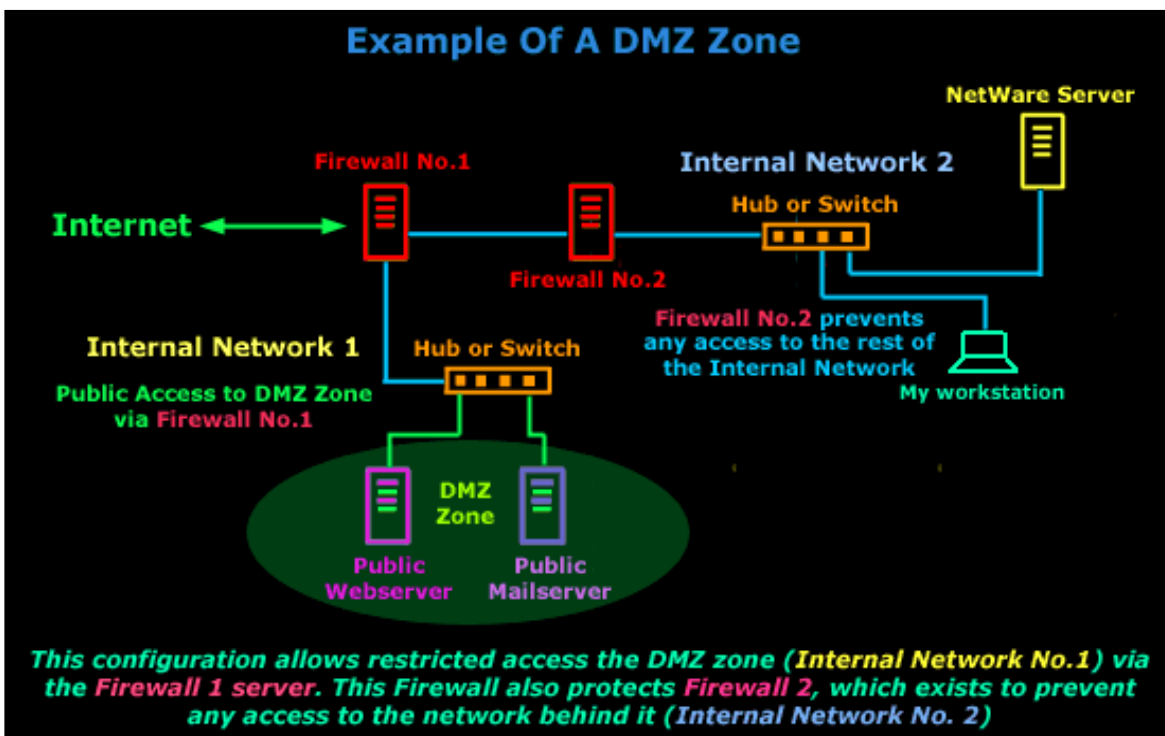 Example Of A DMZ Zone
NetWare Server
Firewall No.1
Internal Network 2
Hub or Switch
Internet
Firewall No.2
Firewall No.2 prevents
any access to the rest of
the Internal Network
My workstation
Internal Network 1
Hub or Switch
Public Access to DMZ Zone
via Firewall No.1
DMZ
Zone
Public
Webserver
Public
Mailserver
This configuration allows restricted access the DMZ zone (Internal Network No.1) via
the Firewall 1 server. This Firewall also protects Firewall 2, which exists to prevent
any access to the network behind it (Internal Network No. 2)